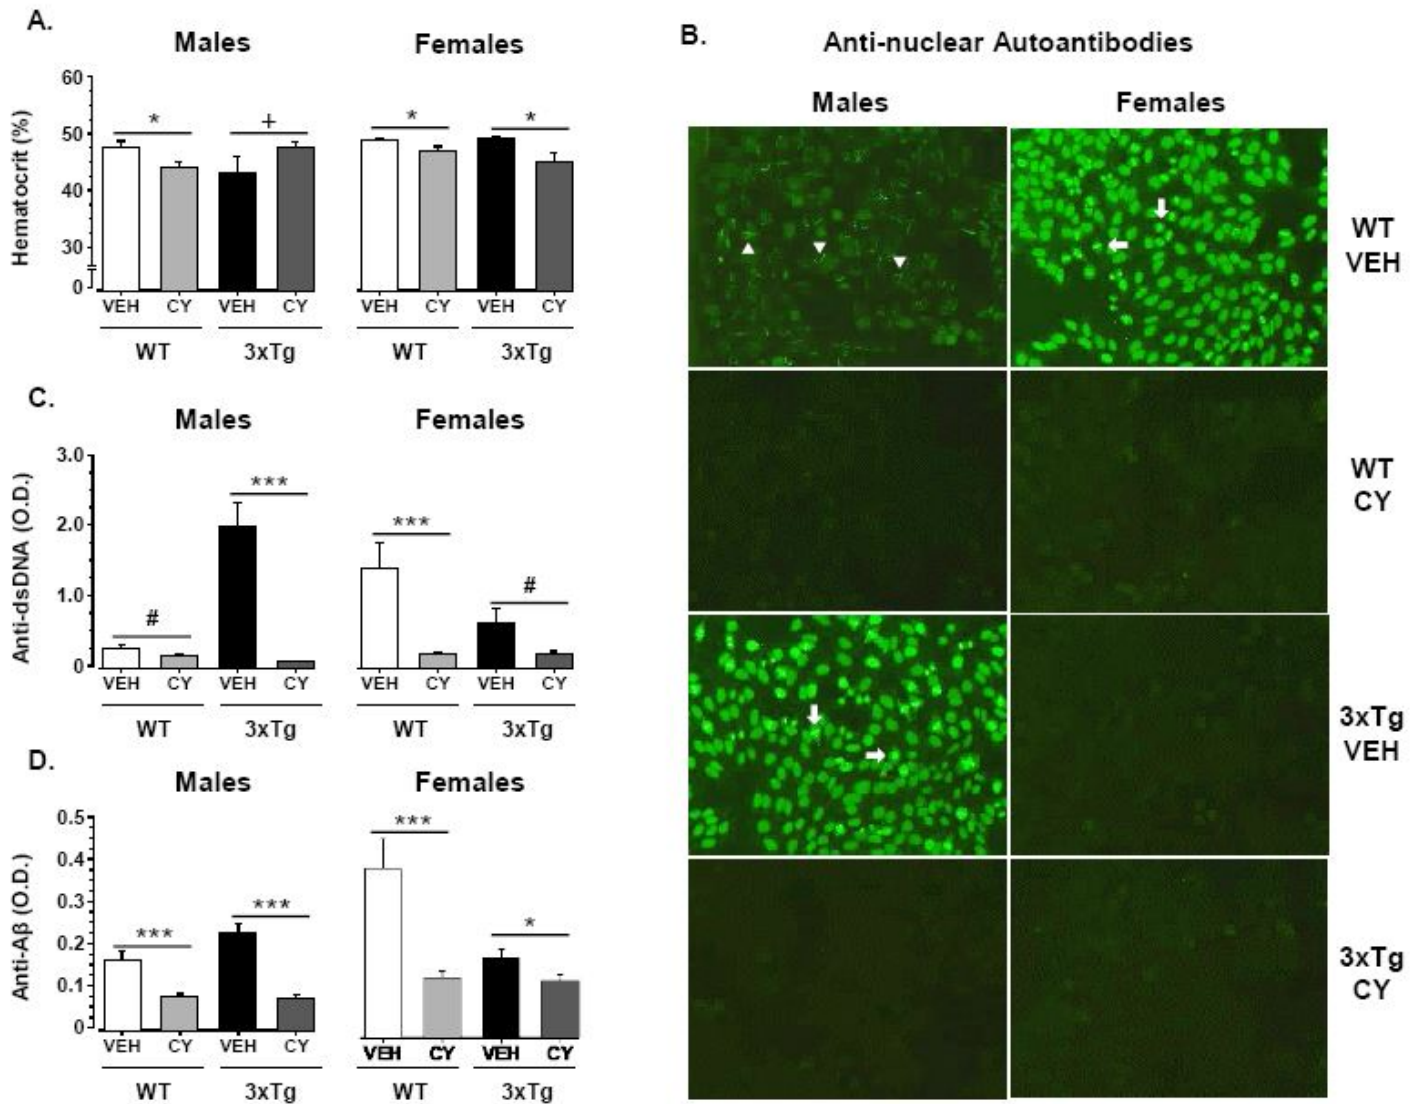 A.
Males
Females
Hematocrit (%)
60
50
40
30
0
*
+
*
*
VEH CY VEH CY
WT 3xTg
VEH CY VEH CY
WT 3xTg
B.
Anti-nuclear Autoantibodies
Males
Females
WT
VEH
WT
CY
3xTg
VEH
3xTg
CY
C.
Males
Females
Anti-dsDNA (O.D.)
3.0
2.0
1.0
0
#
***
***
#
VEH CY VEH CY
WT 3xTg
VEH CY VEH CY
WT 3xTg
D.
Males
Females
Anti-Aβ (O.D.)
0.5
0.4
0.3
0.2
0.1
0
***
***
***
*
VEH CY VEH CY
WT 3xTg
VEH CY VEH CY
WT 3xTg